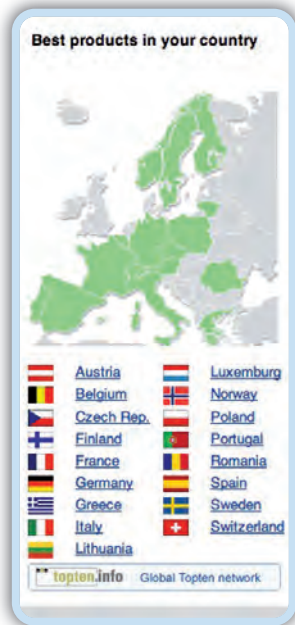 Best products in your country
Austria
Belgium
Czech Rep.
Finland
France
Germany
Greece
Italy
Lithuania
Luxemburg
Norway
Poland
Portugal
Romania
Spain
Sweden
Switzerland
topten.info Global Topten network